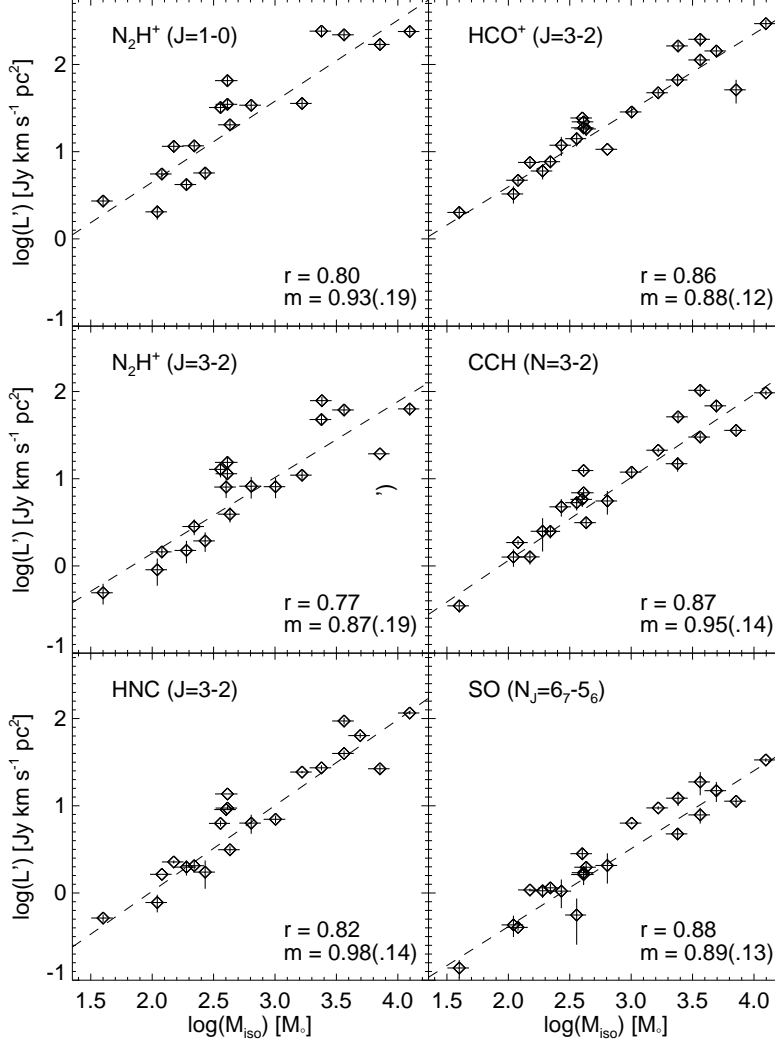 N₂H⁺ (J=1-0)
r = 0.80
m = 0.93(.19)
log(L') [Jy km s⁻¹ pc²]
2
1
0
-1
HCO⁺ (J=3-2)
r = 0.86
m = 0.88(.12)
N₂H⁺ (J=3-2)
')
r = 0.77
m = 0.87(.19)
log(L') [Jy km s⁻¹ pc²]
2
1
0
-1
CCH (N=3-2)
r = 0.87
m = 0.95(.14)
HNC (J=3-2)
r = 0.82
m = 0.98(.14)
log(L') [Jy km s⁻¹ pc²]
2
1
0
-1
1.5 2.0 2.5 3.0 3.5 4.0
log(M_iso) [M_°]
SO (N_J=6₇-5₆)
r = 0.88
m = 0.89(.13)
1.5 2.0 2.5 3.0 3.5 4.0
log(M_iso) [M_°]